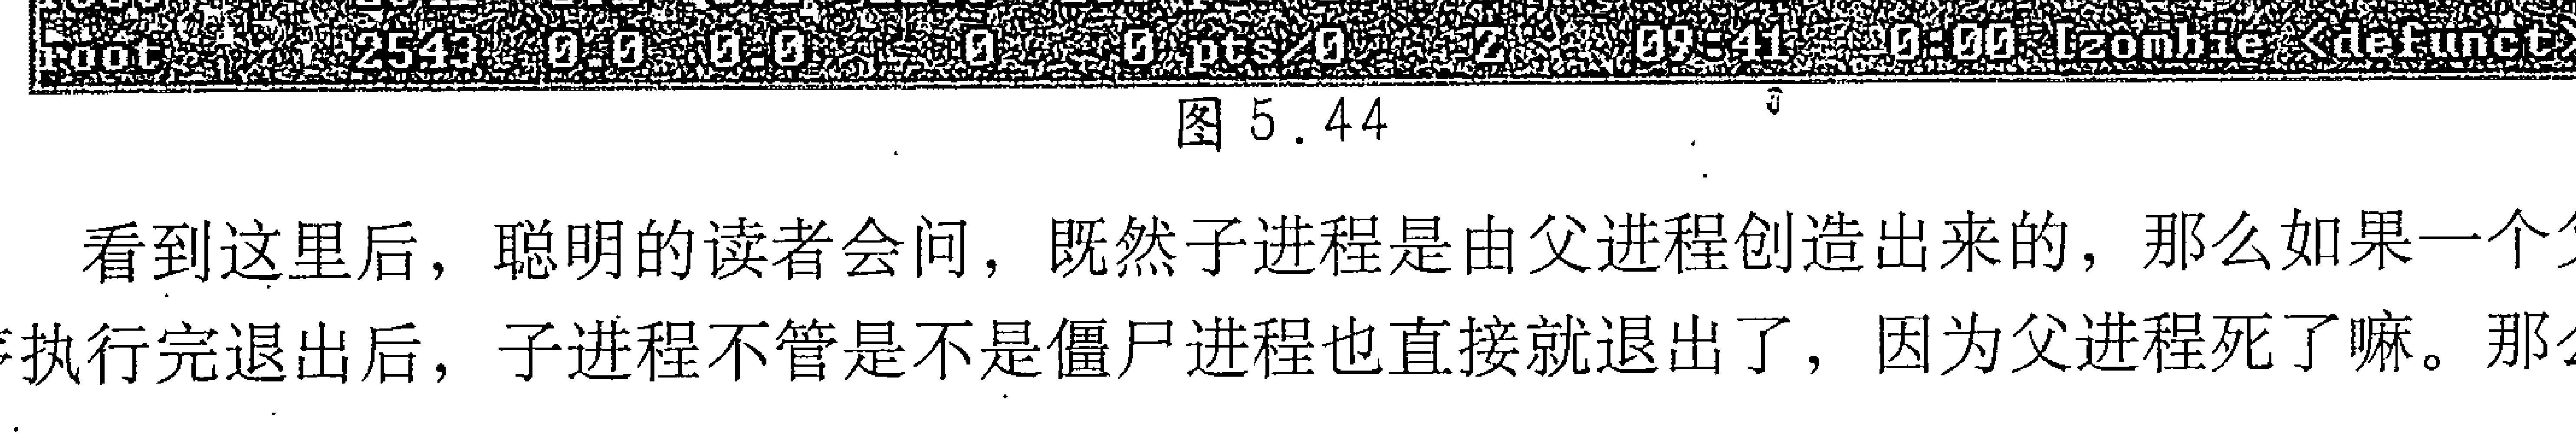 root 2543 0.0 0.0 0 0 pts/0 Z 09:41 0:00 [zombie <defunct>
图 5.44
看到这里后，聪明的读者会问，既然子进程是由父进程创造出来的，那么如果一个
执行完退出后，子进程不管是不是僵尸进程也直接就退出了，因为父进程死了嘛。那